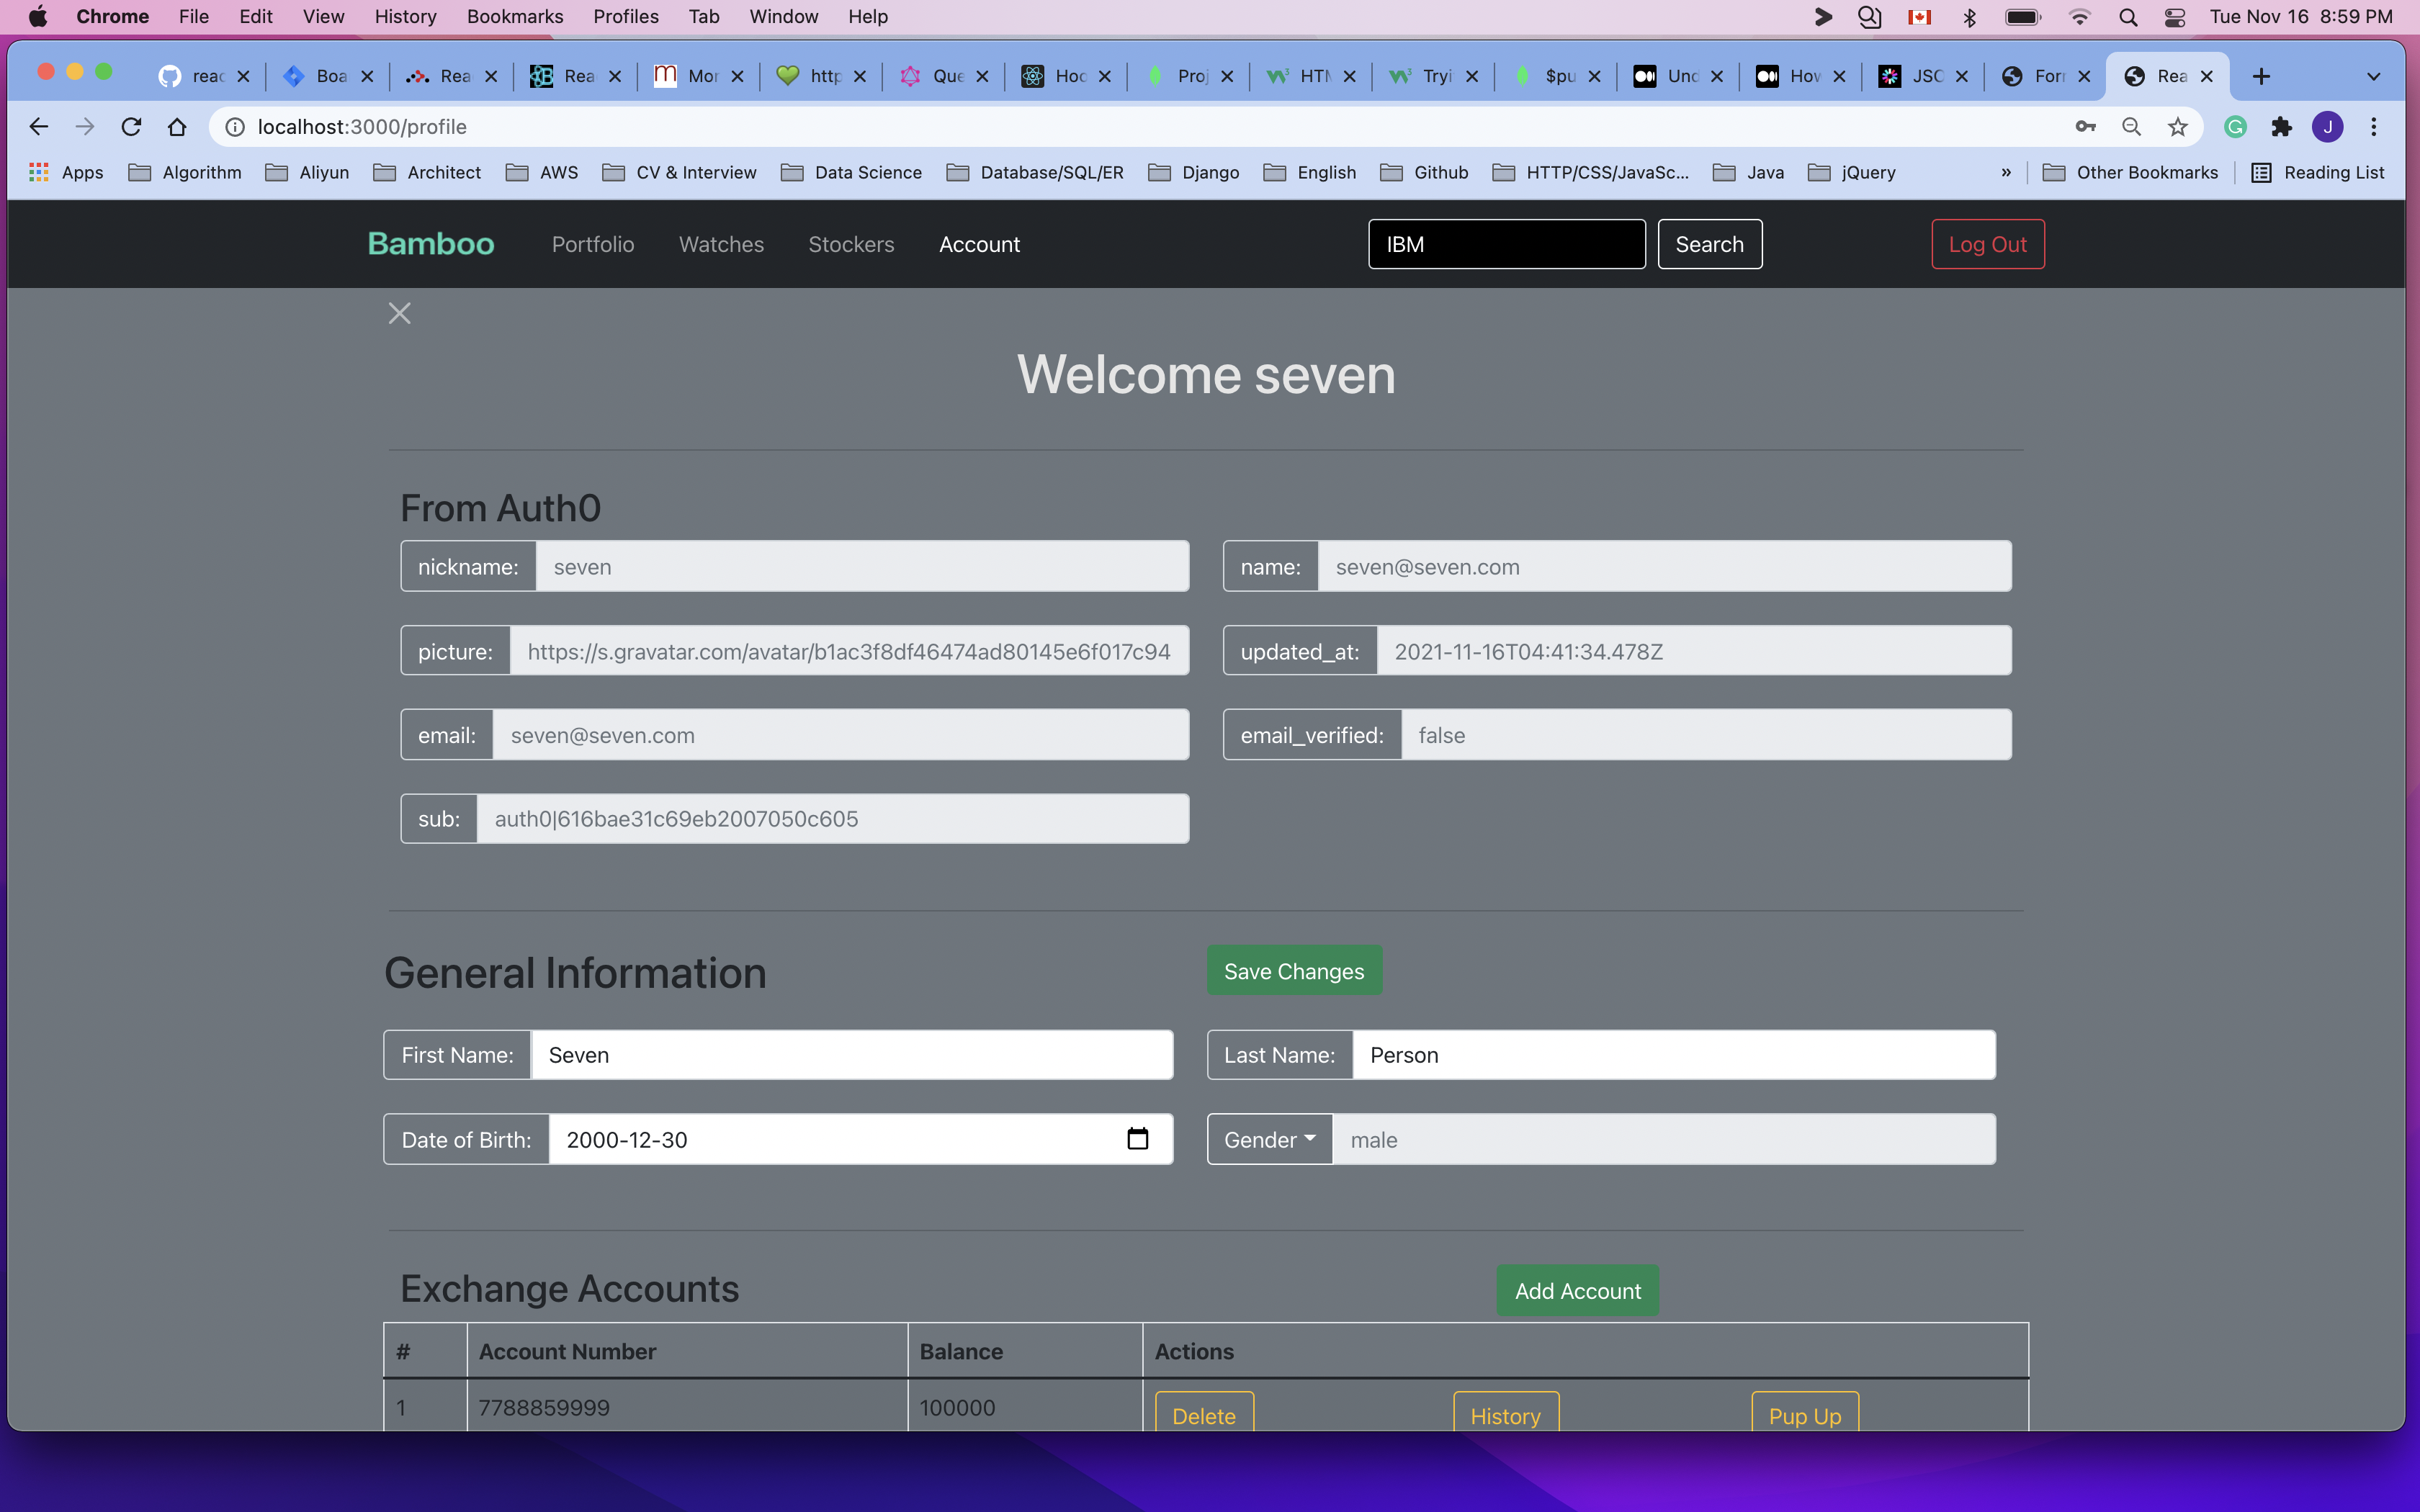 Chrome File Edit View History Bookmarks Profiles Tab Window Help Tue Nov 16 8:59 PM
reac Boa Rea Rea Mor http Que Hoo Proj HTM Tryi $pu Und How JSO For Rea
localhost:3000/profile J
Apps Algorithm Aliyun Architect AWS CV & Interview Data Science Database/SQL/ER Django English Github HTTP/CSS/JavaSc... Java jQuery » Other Bookmarks Reading List
Bamboo Portfolio Watches Stockers Account IBM Search Log Out
Welcome seven
From Auth0
nickname: seven name: seven@seven.com
picture: https://s.gravatar.com/avatar/b1ac3f8df46474ad80145e6f017c94 updated_at: 2021-11-16T04:41:34.478Z
email: seven@seven.com email_verified: false
sub: auth0|616bae31c69eb2007050c605
General Information Save Changes
First Name: Seven Last Name: Person
Date of Birth: 2000-12-30 Gender male
Exchange Accounts Add Account
# Account Number Balance Actions
1 7788859999 100000 Delete History Pup Up